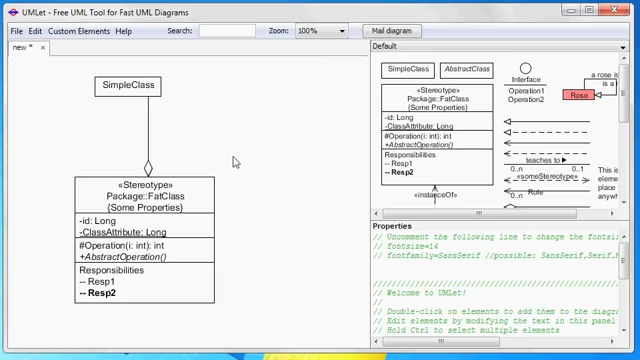 UMLet - Free UML Tool for Fast UML Diagrams
File Edit Custom Elements Search: Zoom: 100% Mail diagram
new *
SimpleClass
«Stereotype»
Package::FatClass
{Some Properties}
-id: Long
-ClassAttribute: Long
#Operation(i: int): int
+AbstractOperation()
Responsibilities
-- Resp1
-- Resp2
Default
SimpleClass
AbstractClass
«Stereotype»
Package::FatClass
{Some Properties}
-id: Long
-ClassAttribute: Long
#Operation(i: int): int
+AbstractOperation()
Responsibilities
-- Resp1
-- Resp2
«instanceOf»
Interface
Operation1
Operation2
a rose is
is a
Rose
teaches to
0..n 0..1
«someStereotype»
0..n Role
This is
eleme
place
anywh
Properties
// Uncomment the following line to change the fontsiz
// fontsize=14
// fontfamily=SansSerif //possible: SansSerif,Serif,M
//////////////////////////////////////////////////
// Welcome to UMLet!
//
// Double-click on elements to add them to the diagra
// Edit elements by modifying the text in this panel
// Hold Ctrl to select multiple elements